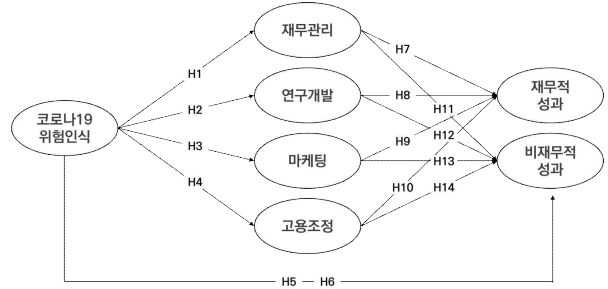 재무관리
H7
H1
연구개발
H8
재무적
성과
H2
H11
코로나19
위험인식
H12
H3
H9
마케팅
H13
비재무적
성과
H4
H10
H14
고용조정
H5
H6